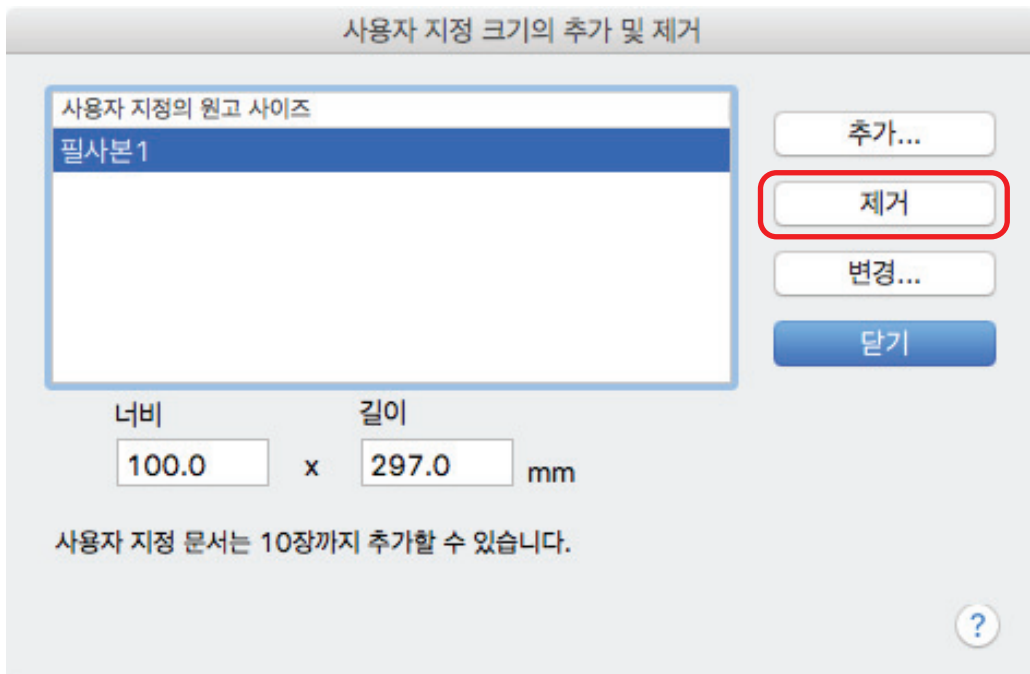 사용자 지정 크기의 추가 및 제거
사용자 지정의 원고 사이즈
필사본1
추가...
제거
변경...
닫기
너비 길이
100.0 x 297.0 mm
사용자 지정 문서는 10장까지 추가할 수 있습니다.
?